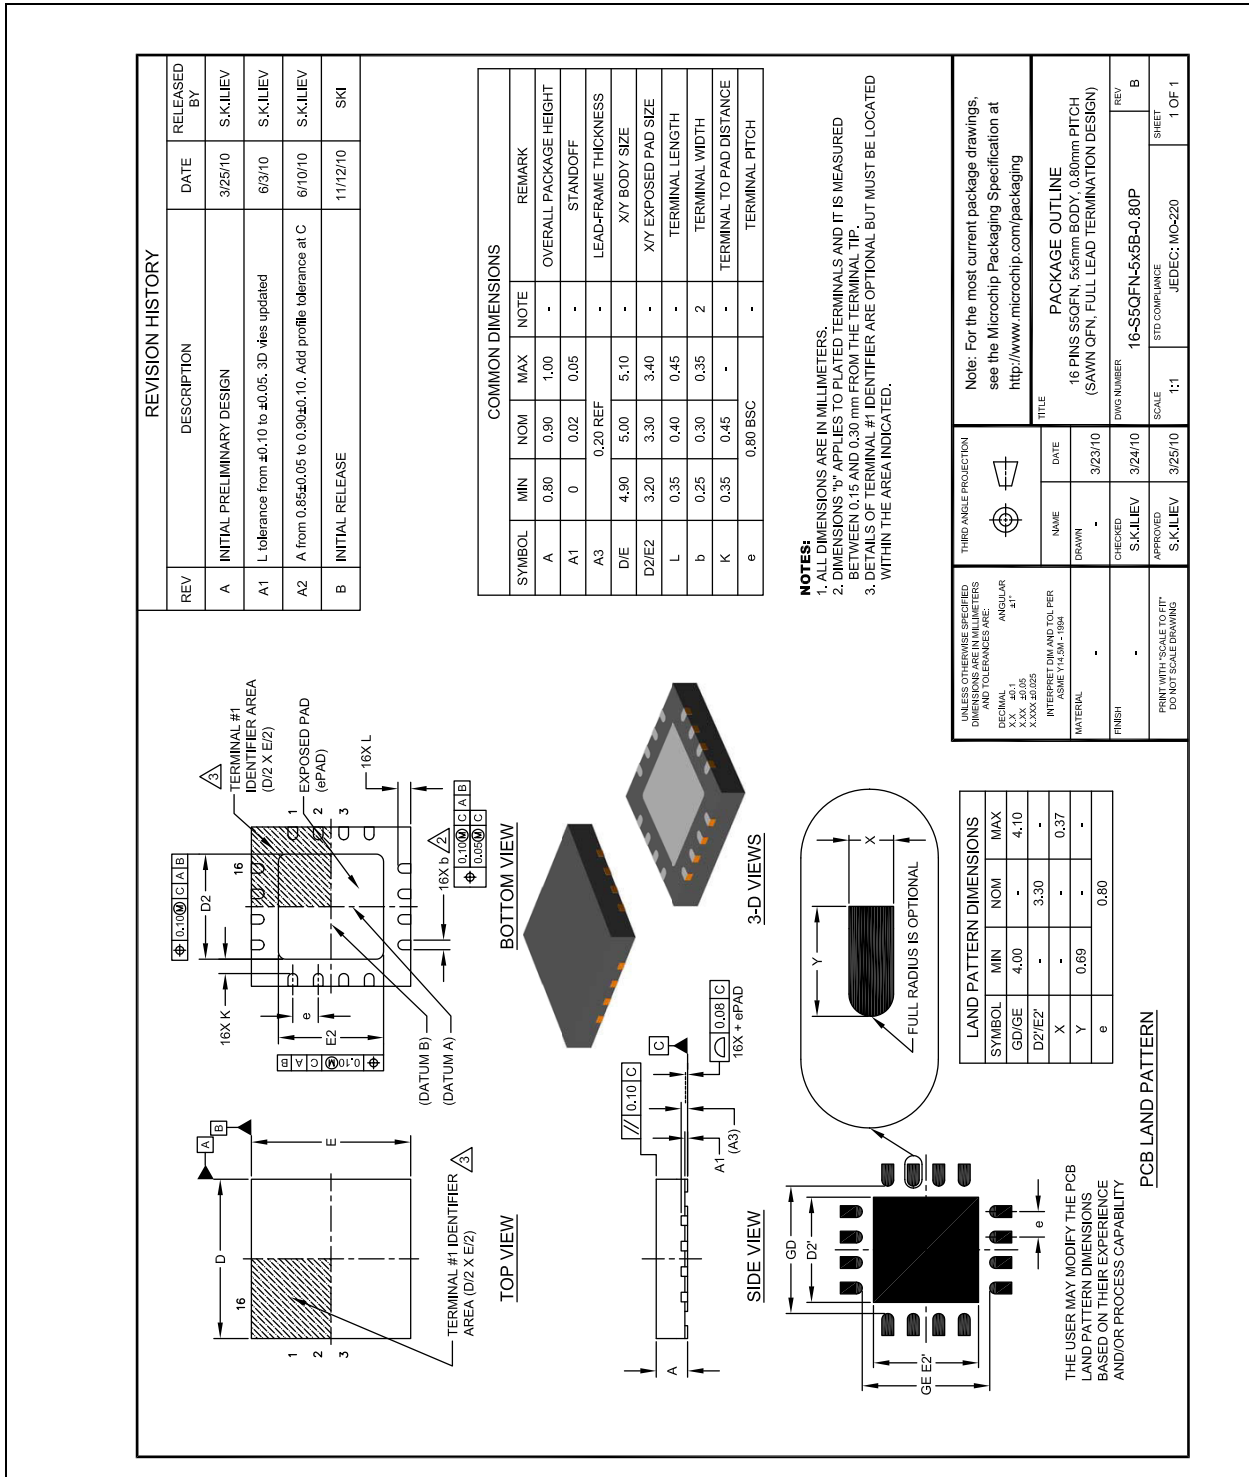 REVISION HISTORY
REV DESCRIPTION DATE RELEASED BY
A INITIAL PRELIMINARY DESIGN 3/25/10 S.K.ILIEV
A1 L tolerance from ±0.10 to ±0.05. 3D vies updated 6/3/10 S.K.ILIEV
A2 A from 0.85±0.05 to 0.90±0.10. Add profile tolerance at C 6/10/10 S.K.ILIEV
B INITIAL RELEASE 11/12/10 SKI
D
16
1
2
3
E
A
B
TERMINAL #1 IDENTIFIER
AREA (D/2 X E/2)
3
TOP VIEW
0.10 M C A B
D2
16
16X K
e
E2
0.10 M C A B
(DATUM B)
(DATUM A)
3
TERMINAL #1
IDENTIFIER AREA
(D/2 X E/2)
EXPOSED PAD
(ePAD)
1
2
3
16X L
16X b 2
0.10 M C A B
0.05 M C
BOTTOM VIEW
COMMON DIMENSIONS
SYMBOL MIN NOM MAX NOTE REMARK
A 0.80 0.90 1.00 - OVERALL PACKAGE HEIGHT
A1 0 0.02 0.05 - STANDOFF
A3 0.20 REF - LEAD-FRAME THICKNESS
D/E 4.90 5.00 5.10 - X/Y BODY SIZE
D2/E2 3.20 3.30 3.40 - X/Y EXPOSED PAD SIZE
L 0.35 0.40 0.45 - TERMINAL LENGTH
b 0.25 0.30 0.35 2 TERMINAL WIDTH
K 0.35 0.45 - - TERMINAL TO PAD DISTANCE
e 0.80 BSC - TERMINAL PITCH
A
// 0.10 C
C
A1
(A3)
0.08 C
16X + ePAD
SIDE VIEW
3-D VIEWS
NOTES:
1. ALL DIMENSIONS ARE IN MILLIMETERS.
2. DIMENSIONS "b" APPLIES TO PLATED TERMINALS AND IT IS MEASURED
BETWEEN 0.15 AND 0.30 mm FROM THE TERMINAL TIP.
3. DETAILS OF TERMINAL #1 IDENTIFIER ARE OPTIONAL BUT MUST BE LOCATED
WITHIN THE AREA INDICATED.
GD
D2'
GE E2'
e
Y
X
FULL RADIUS IS OPTIONAL
THE USER MAY MODIFY THE PCB
LAND PATTERN DIMENSIONS
BASED ON THEIR EXPERIENCE
AND/OR PROCESS CAPABILITY
LAND PATTERN DIMENSIONS
SYMBOL MIN NOM MAX
GD/GE 4.00 - 4.10
D2'/E2' - 3.30 -
X - - 0.37
Y 0.69 - -
e 0.80
PCB LAND PATTERN
UNLESS OTHERWISE SPECIFIED
DIMENSIONS ARE IN MILLIMETERS
AND TOLERANCES ARE:
DECIMAL ANGULAR
X.X ±0.1 ±1°
X.XX ±0.05
X.XXX ±0.025
INTERPRET DIM AND TOL PER
ASME Y14.5M - 1994
MATERIAL
-
FINISH
-
PRINT WITH "SCALE TO FIT"
DO NOT SCALE DRAWING
THIRD ANGLE PROJECTION
NAME DATE
DRAWN
- 3/23/10
CHECKED
S.K.ILIEV 3/24/10
APPROVED
S.K.ILIEV 3/25/10
Note: For the most current package drawings,
see the Microchip Packaging Specification at
http://www.microchip.com/packaging
TITLE
PACKAGE OUTLINE
16 PINS S5QFN, 5x5mm BODY, 0.80mm PITCH
(SAWN QFN, FULL LEAD TERMINATION DESIGN)
DWG NUMBER REV
16-S5QFN-5x5B-0.80P B
SCALE STD COMPLIANCE SHEET
1:1 JEDEC: MO-220 1 OF 1